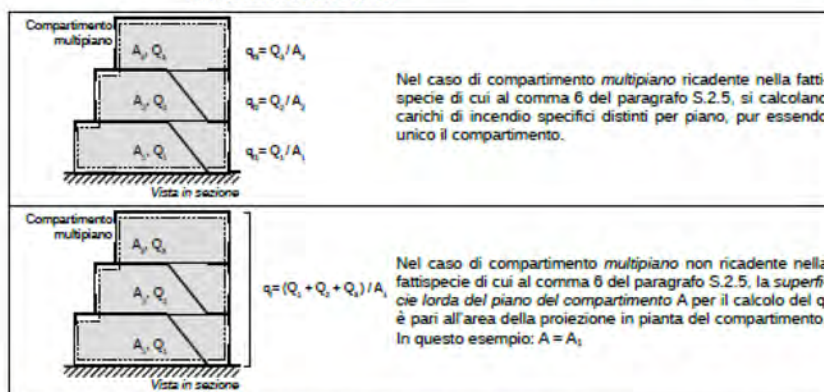 Compartimento
multipiano
A₃, Q₃
q_f3 = Q₃ / A₃
A₂, Q₂
q_f2 = Q₂ / A₂
A₁, Q₁
q_f1 = Q₁ / A₁
Vista in sezione
Nel caso di compartimento multipiano ricadente nella fatti-
specie di cui al comma 6 del paragrafo S.2.5, si calcolano
carichi di incendio specifici distinti per piano, pur essendo
unico il compartimento.
Compartimento
multipiano
A₃, Q₃
A₂, Q₂
A₁, Q₁
q_f = (Q₁ + Q₂ + Q₃) / A₁
Vista in sezione
Nel caso di compartimento multipiano non ricadente nella
fattispecie di cui al comma 6 del paragrafo S.2.5, la superfi-
cie lorda del piano del compartimento A per il calcolo del q
è pari all'area della proiezione in pianta del compartimento
In questo esempio: A = A₁